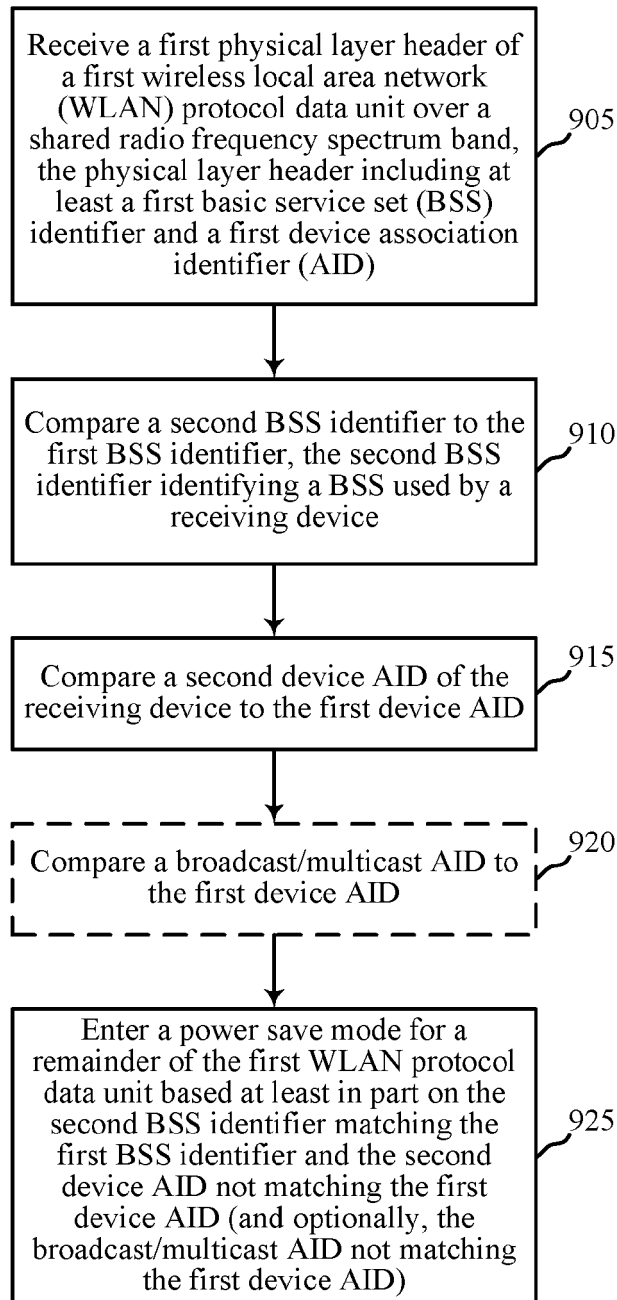 Receive a first physical layer header of
a first wireless local area network
(WLAN) protocol data unit over a
shared radio frequency spectrum band,
the physical layer header including at
least a first basic service set (BSS)
identifier and a first device association
identifier (AID)
905
Compare a second BSS identifier to the
first BSS identifier, the second BSS
identifier identifying a BSS used by a
receiving device
910
Compare a second device AID of the
receiving device to the first device AID
915
Compare a broadcast/multicast AID to
the first device AID
920
Enter a power save mode for a
remainder of the first WLAN protocol
data unit based at least in part on the
second BSS identifier matching the
first BSS identifier and the second
device AID not matching the first
device AID (and optionally, the
broadcast/multicast AID not matching
the first device AID)
925